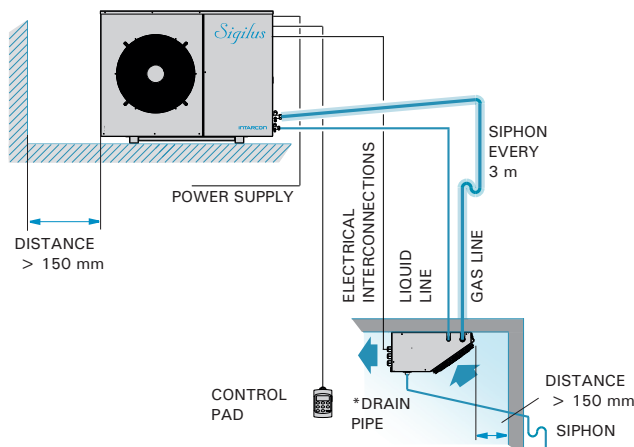 Sigilus
INTARCON
SIPHON
EVERY
3 m
POWER SUPPLY
DISTANCE
> 150 mm
ELECTRICAL
INTERCONNECTIONS
LIQUID
LINE
GAS LINE
CONTROL
PAD
*DRAIN
PIPE
DISTANCE
> 150 mm
SIPHON